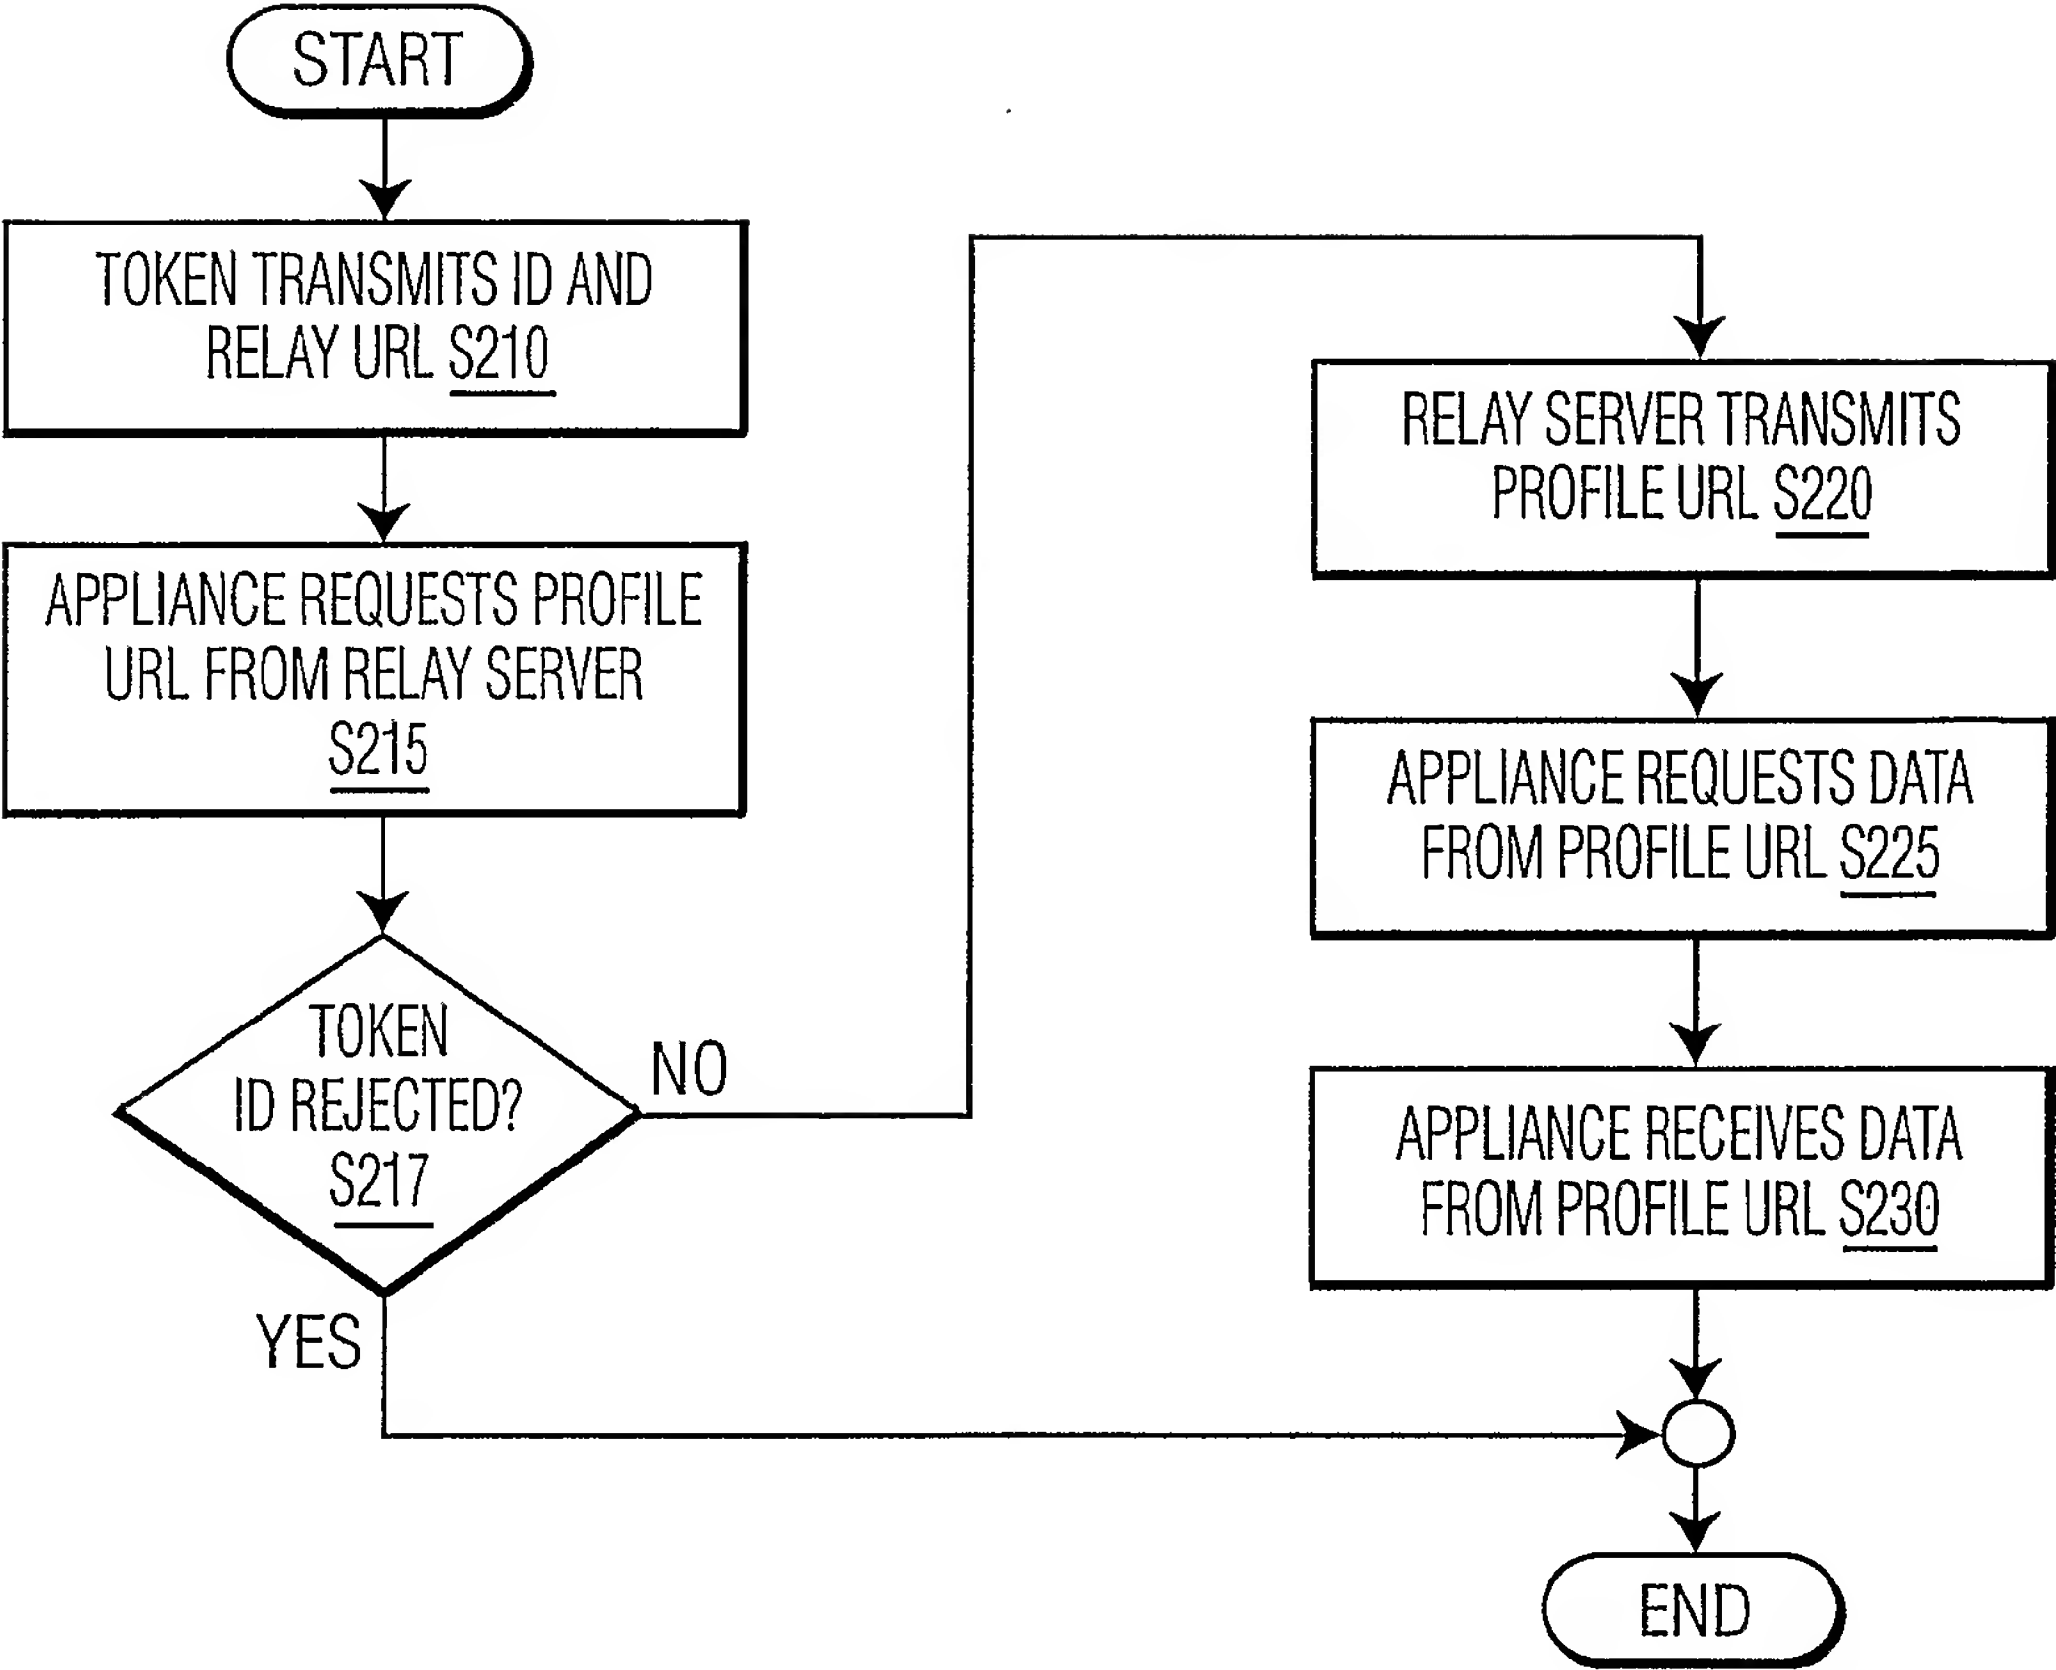 START
TOKEN TRANSMITS ID AND
RELAY URL S210
APPLIANCE REQUESTS PROFILE
URL FROM RELAY SERVER
S215
TOKEN
ID REJECTED?
S217
NO
YES
RELAY SERVER TRANSMITS
PROFILE URL S220
APPLIANCE REQUESTS DATA
FROM PROFILE URL S225
APPLIANCE RECEIVES DATA
FROM PROFILE URL S230
END